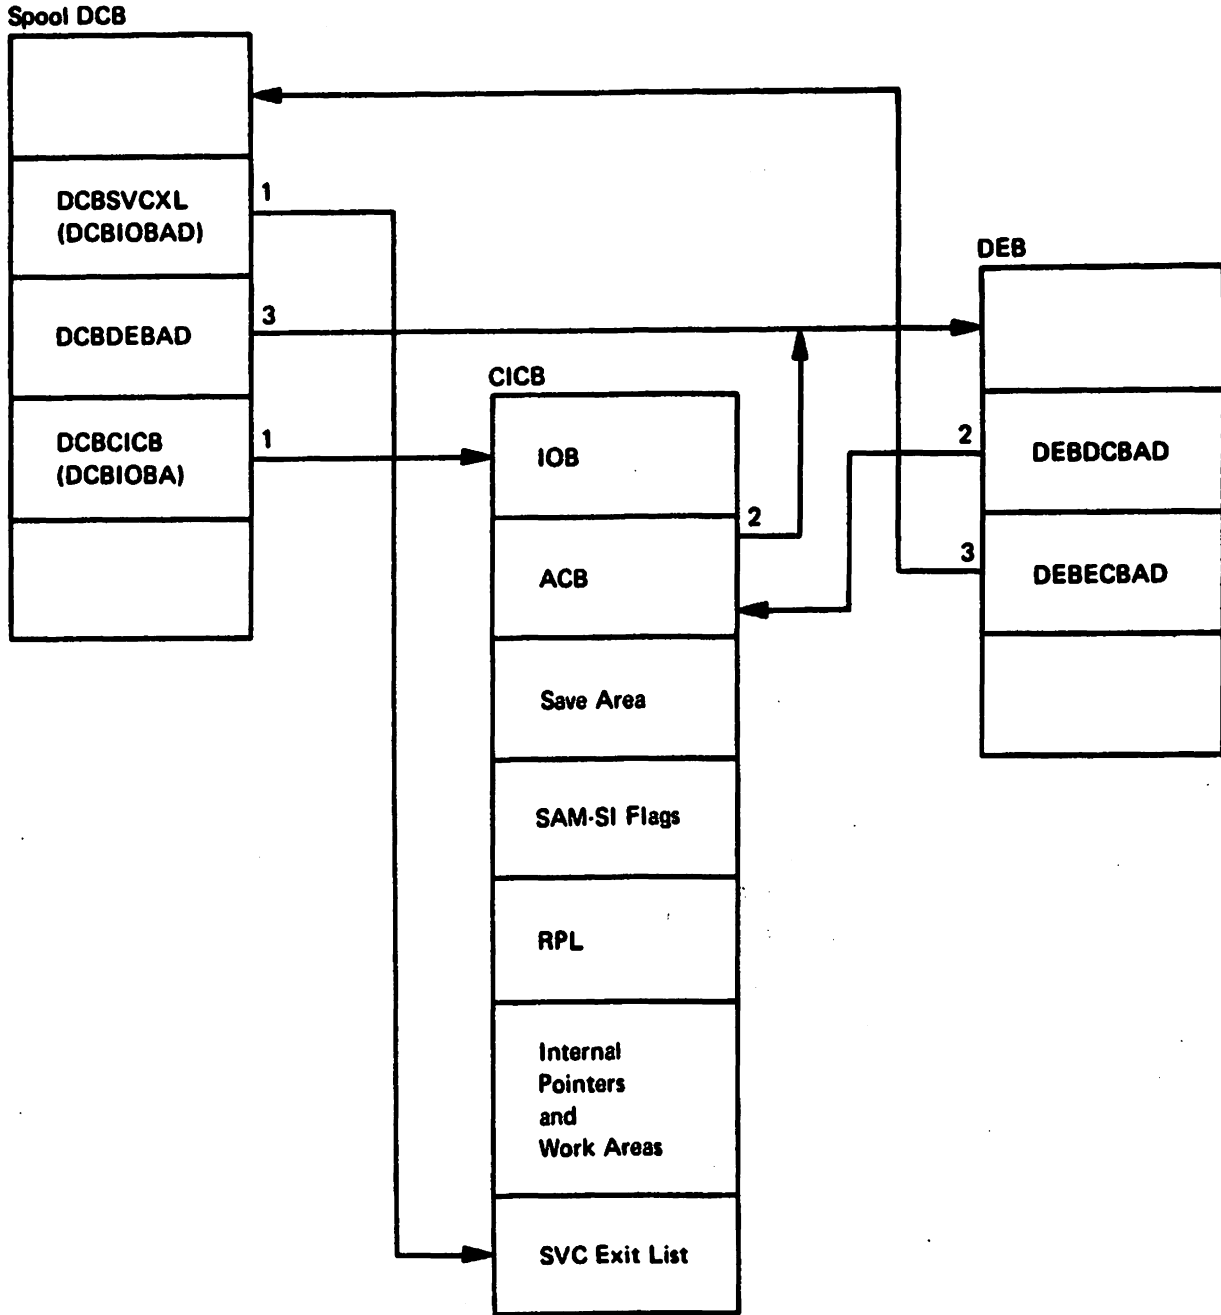 Spool DCB
DCBSVCXL
(DCBIOBAD)
1
DCBDEBAD
3
DCBCICB
(DCBIOBA)
1
CICB
IOB
ACB
2
Save Area
SAM-SI Flags
RPL
Internal
Pointers
and
Work Areas
SVC Exit List
DEB
2
DEBDCBAD
3
DEBECBAD